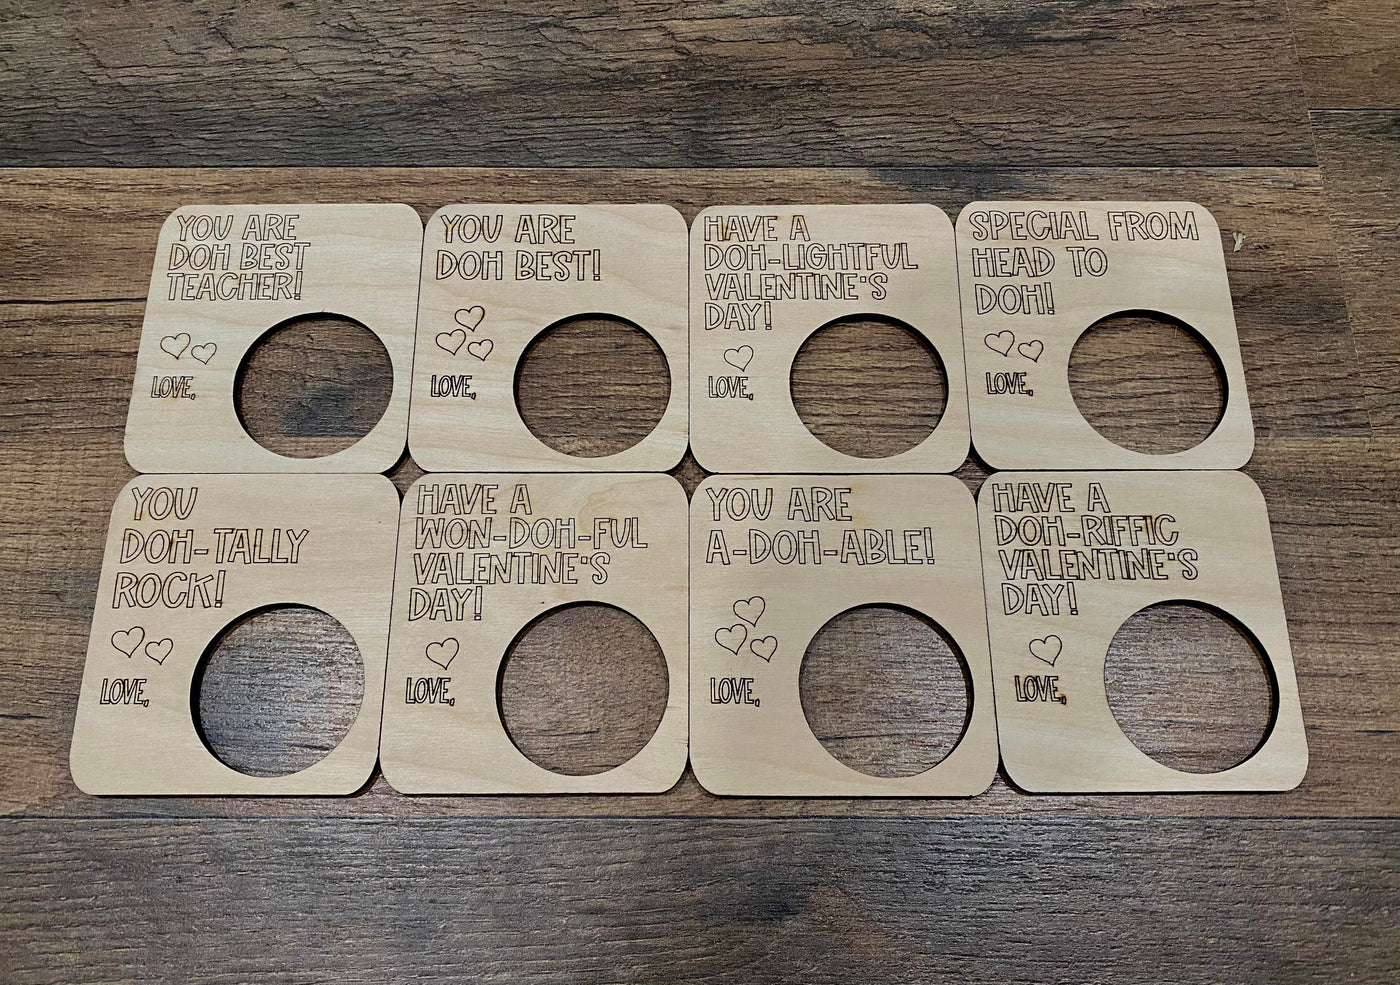 YOU ARE
DOH BEST
TEACHER!
LOVE,
YOU ARE
DOH BEST!
LOVE,
HAVE A
DOH-LIGHTFUL
VALENTINE'S
DAY!
LOVE,
SPECIAL FROM
HEAD TO
DOH!
LOVE,
YOU
DOH-TALLY
ROCK!
LOVE,
HAVE A
WON-DOH-FUL
VALENTINE'S
DAY!
LOVE,
YOU ARE
A-DOH-ABLE!
LOVE,
HAVE A
DOH-RIFFIC
VALENTINE'S
DAY!
LOVE,